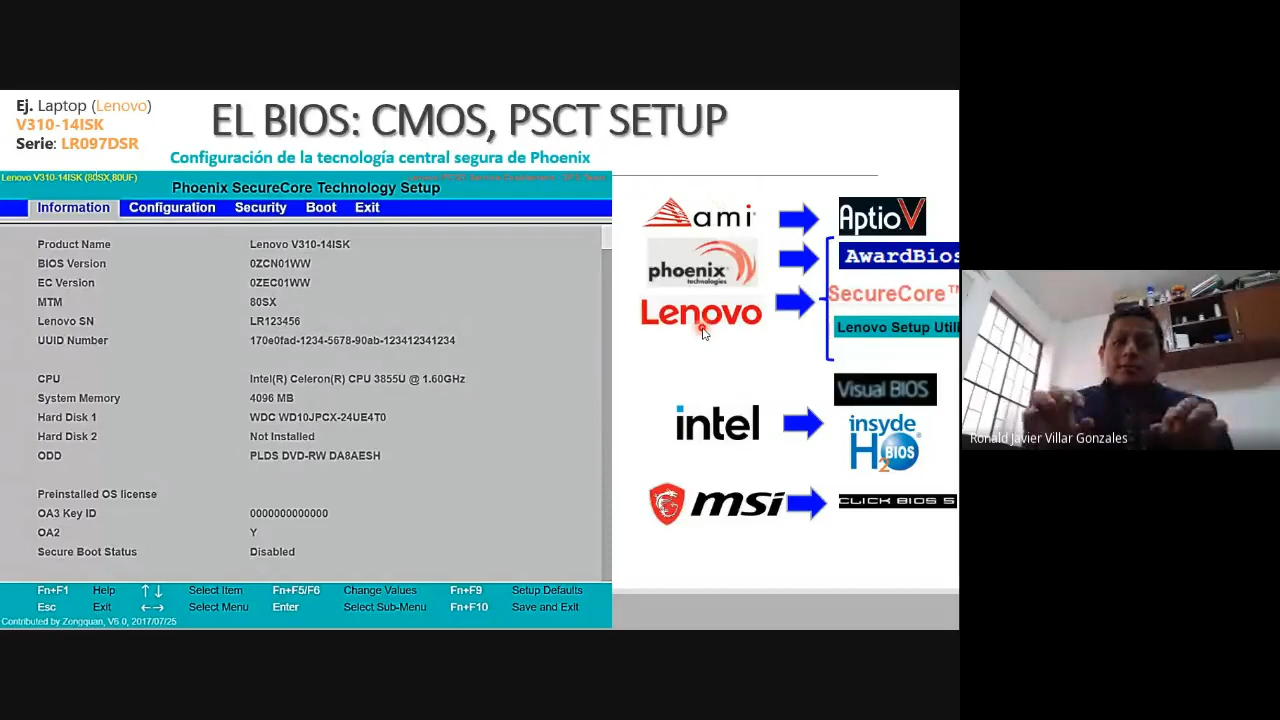 Ej. Laptop (Lenovo)
V310-14ISK
Serie: LR097DSR
EL BIOS: CMOS, PSCT SETUP
Configuración de la tecnología central segura de Phoenix
Lenovo V310-14ISK (80SX,80UF)
Phoenix SecureCore Technology Setup
Information Configuration Security Boot Exit
Product Name Lenovo V310-14ISK
BIOS Version 0ZCN01WW
EC Version 0ZEC01WW
MTM 80SX
Lenovo SN LR123456
UUID Number 170e0fad-1234-5678-90ab-123412341234
CPU Intel(R) Celeron(R) CPU 3855U @ 1.60GHz
System Memory 4096 MB
Hard Disk 1 WDC WD10JPCX-24UE4T0
Hard Disk 2 Not Installed
ODD PLDS DVD-RW DA8AESH
Preinstalled OS license
OA3 Key ID 0000000000000
OA2 Y
Secure Boot Status Disabled
Fn+F1 Help ↑↓ Select Item Fn+F5/F6 Change Values Fn+F9 Setup Defaults
Esc Exit ←→ Select Menu Enter Select Sub-Menu Fn+F10 Save and Exit
Contributed by Zongquan, V6.0, 2017/07/25
ami Aptio V
phoenix technologies AwardBios
SecureCore™
Lenovo Lenovo Setup Utili
Visual BIOS
intel insyde H2BIOS
msi CLICK BIOS 5
Ronald Javier Villar Gonzales